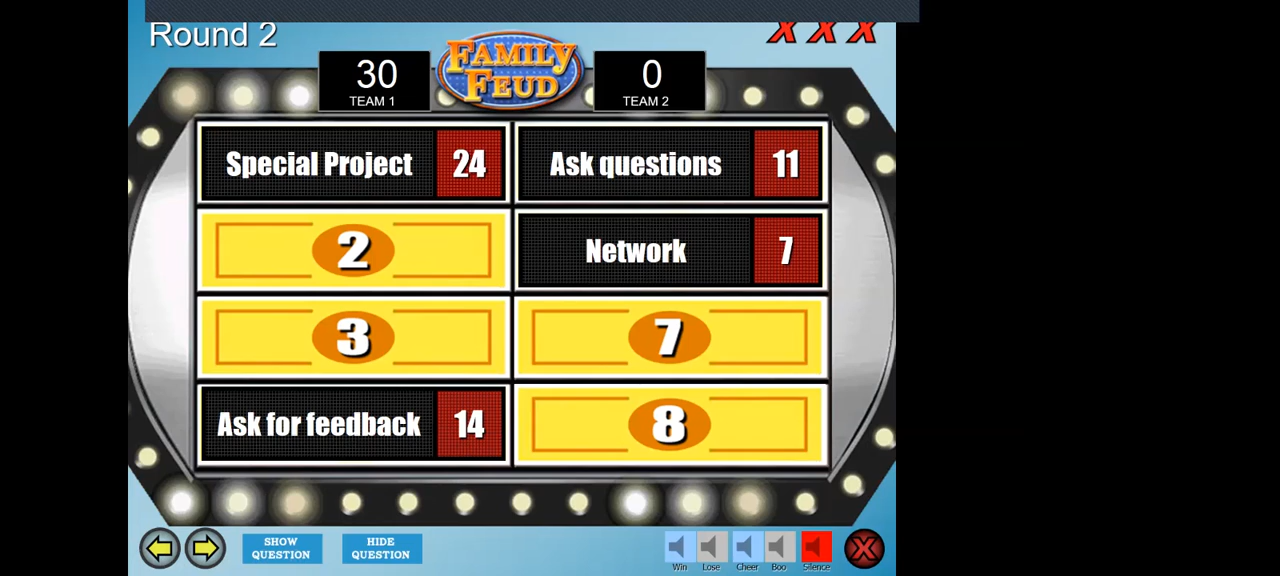 Round 2
X X X
30
TEAM 1
FAMILY
FEUD
0
TEAM 2
Special Project 24
Ask questions 11
2
Network 7
3
7
Ask for feedback 14
8
SHOW
QUESTION
HIDE
QUESTION
Win
Lose
Cheer
Boo
Silence
X